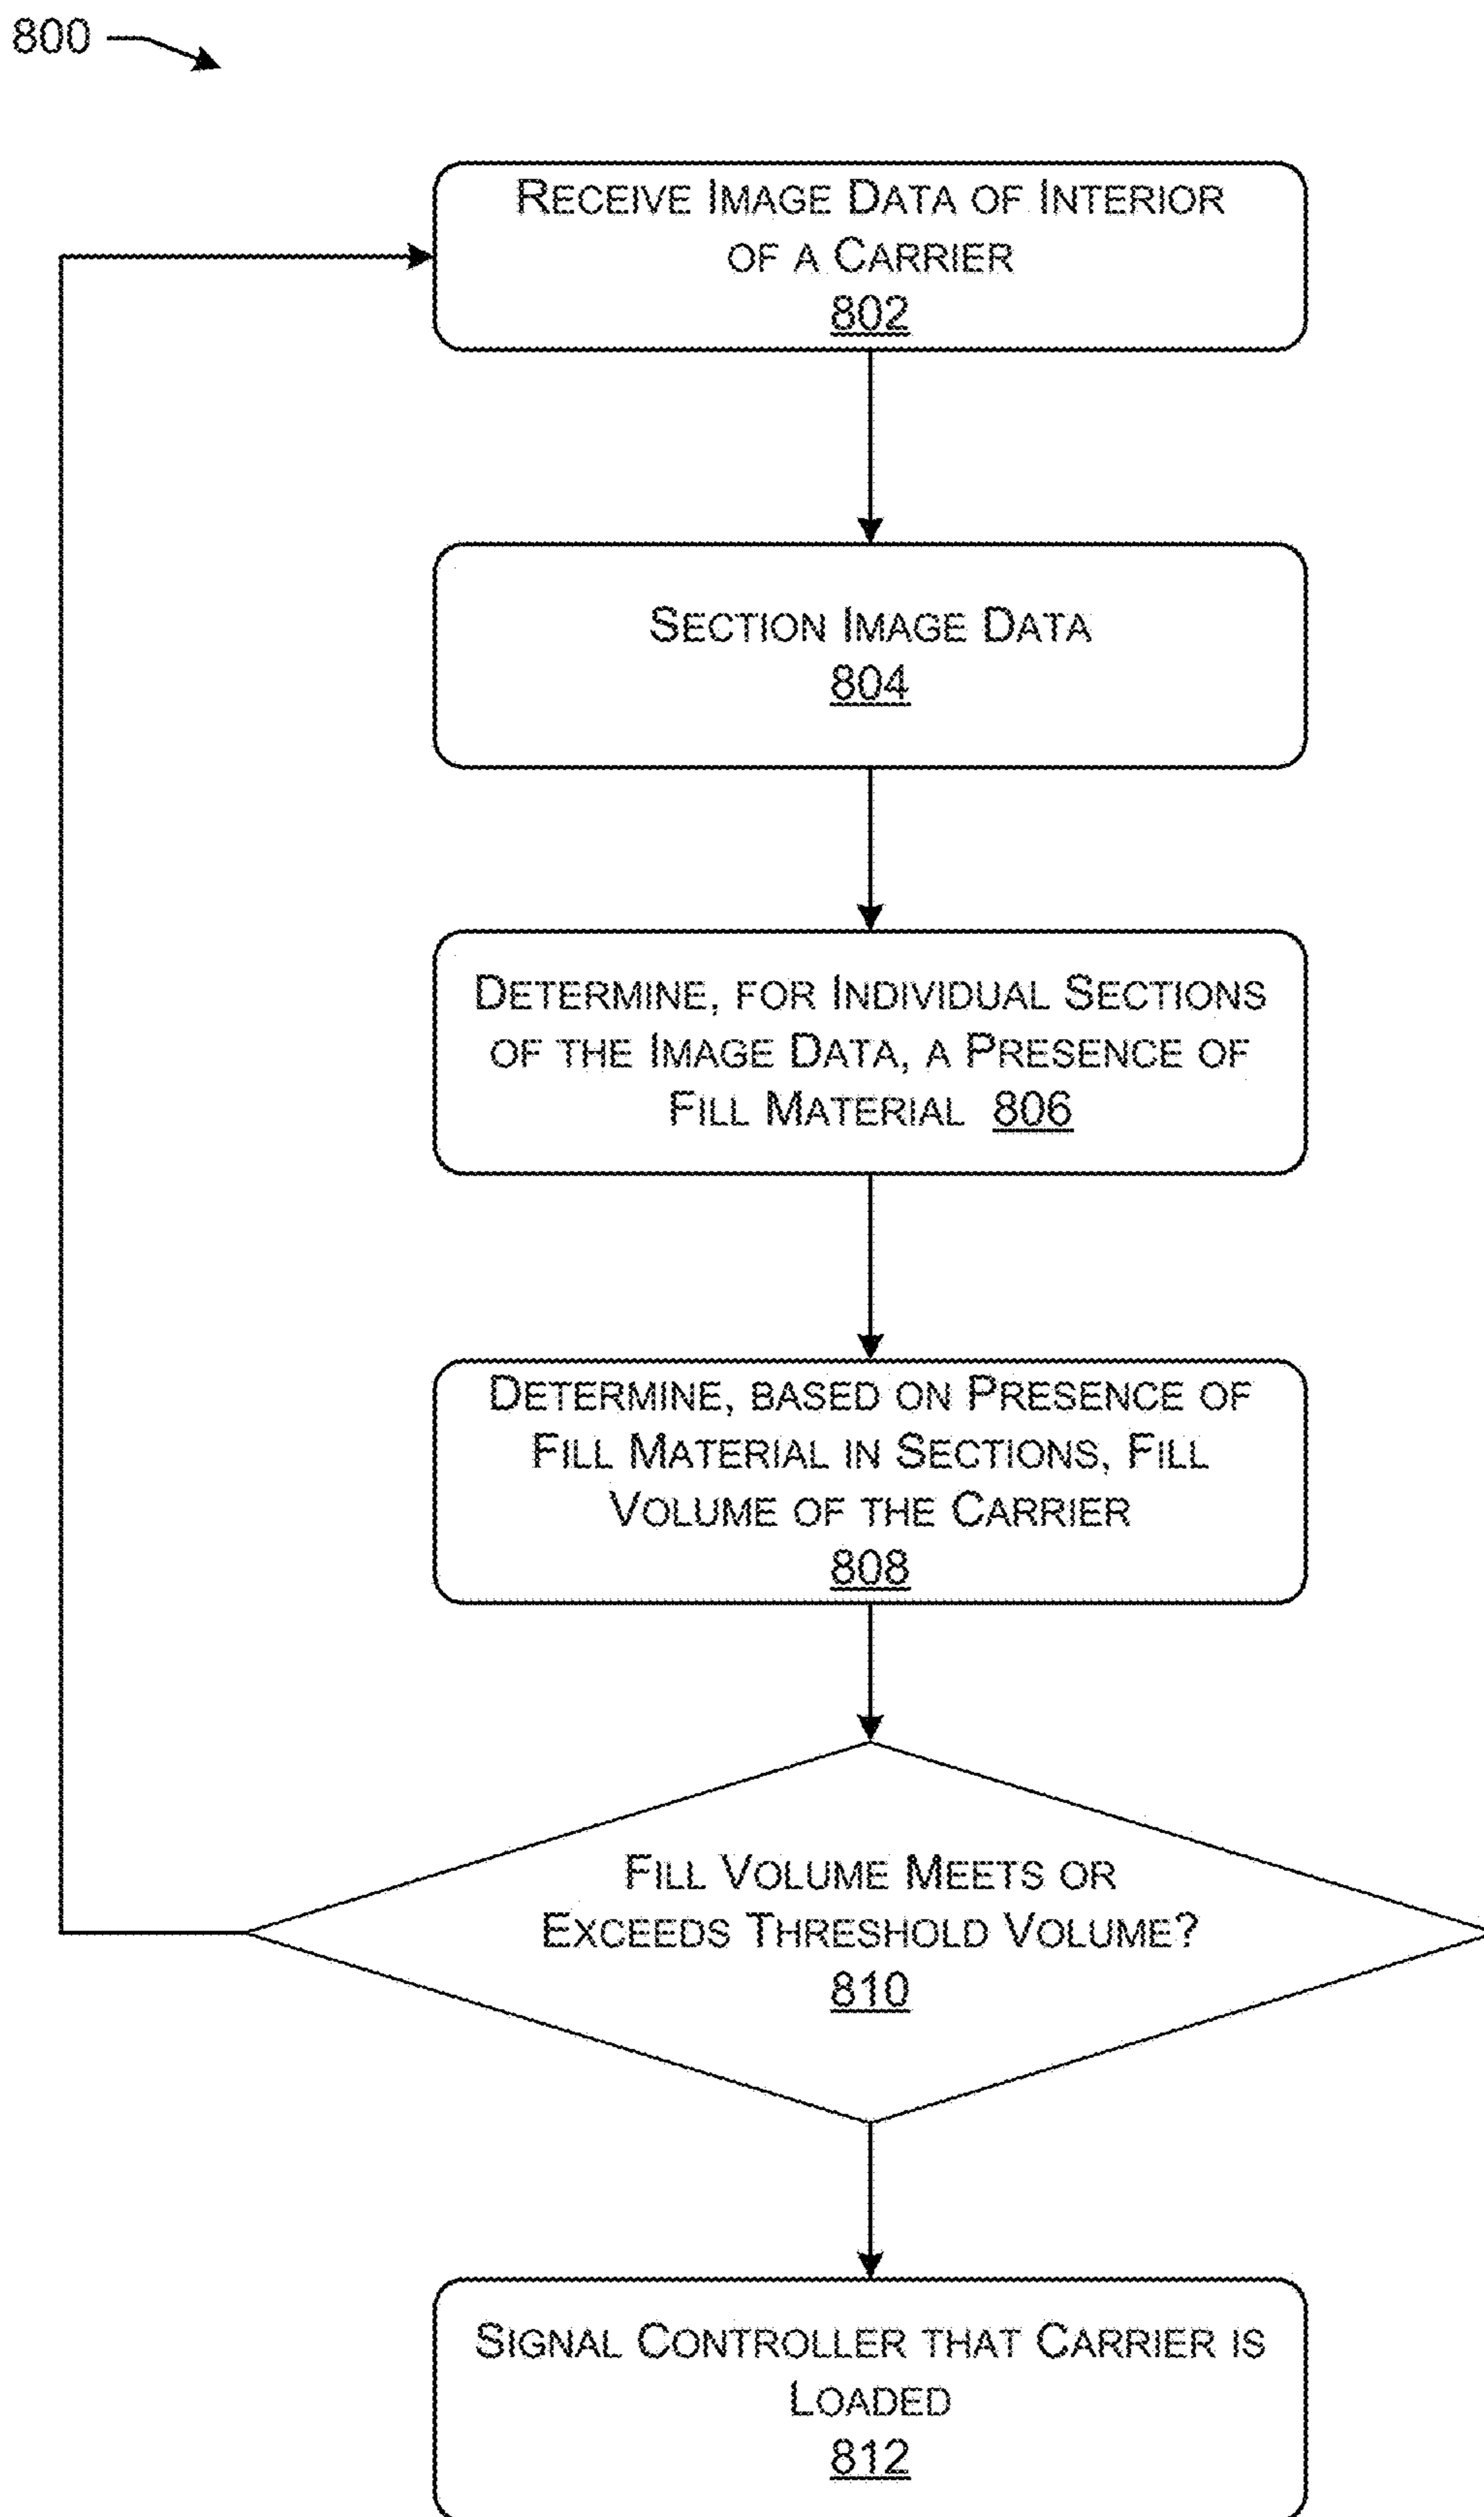 800
RECEIVE IMAGE DATA OF INTERIOR
OF A CARRIER
802
SECTION IMAGE DATA
804
DETERMINE, FOR INDIVIDUAL SECTIONS
OF THE IMAGE DATA, A PRESENCE OF
FILL MATERIAL 806
DETERMINE, BASED ON PRESENCE OF
FILL MATERIAL IN SECTIONS, FILL
VOLUME OF THE CARRIER
808
FILL VOLUME MEETS OR
EXCEEDS THRESHOLD VOLUME?
810
SIGNAL CONTROLLER THAT CARRIER IS
LOADED
812